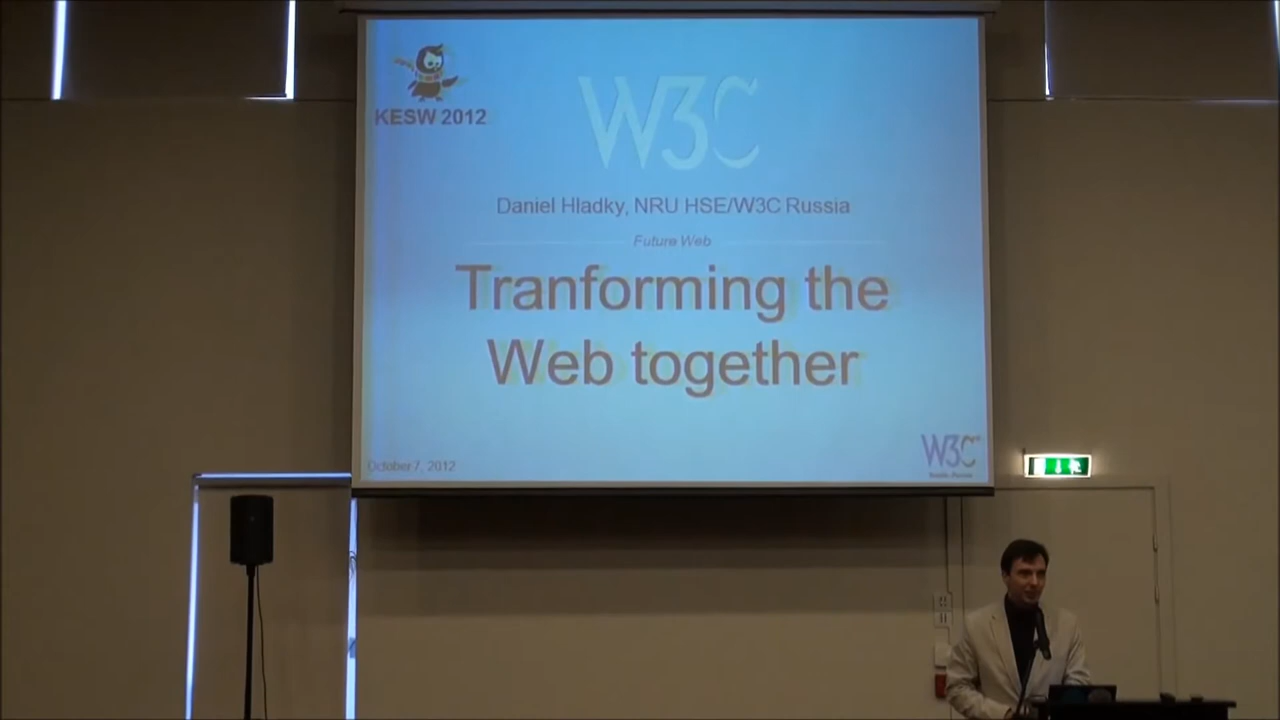 KESW 2012
W3C
Daniel Hladky, NRU HSE/W3C Russia
Future Web
Tranforming the
Web together
October 7, 2012
W3C